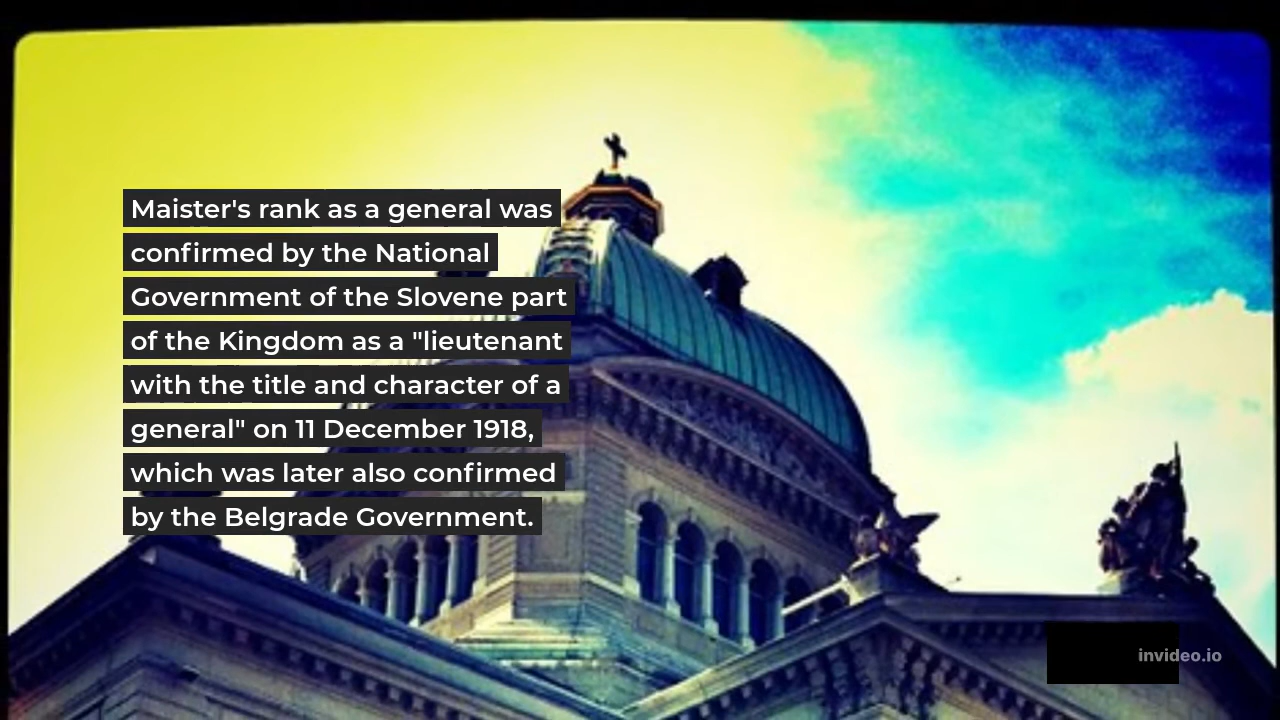 Maister's rank as a general was
confirmed by the National
Government of the Slovene part
of the Kingdom as a "lieutenant
with the title and character of a
general" on 11 December 1918,
which was later also confirmed
by the Belgrade Government.
invideo.io